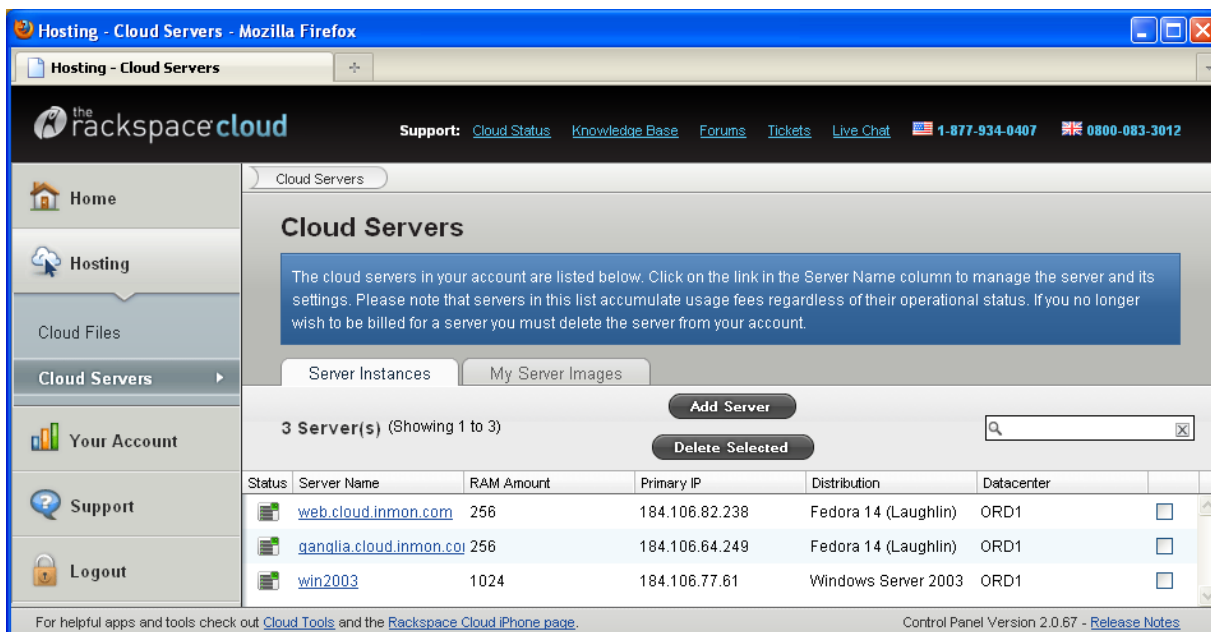 Hosting - Cloud Servers - Mozilla Firefox
Hosting - Cloud Servers
the rackspace cloud
Support: Cloud Status Knowledge Base Forums Tickets Live Chat 1-877-934-0407 0800-083-3012
Home
Hosting
Cloud Files
Cloud Servers
Your Account
Support
Logout
Cloud Servers
Cloud Servers
The cloud servers in your account are listed below. Click on the link in the Server Name column to manage the server and its
settings. Please note that servers in this list accumulate usage fees regardless of their operational status. If you no longer
wish to be billed for a server you must delete the server from your account.
Server Instances My Server Images
3 Server(s) (Showing 1 to 3)
Add Server
Delete Selected
Status Server Name RAM Amount Primary IP Distribution Datacenter
web.cloud.inmon.com 256 184.106.82.238 Fedora 14 (Laughlin) ORD1
ganglia.cloud.inmon.co 256 184.106.64.249 Fedora 14 (Laughlin) ORD1
win2003 1024 184.106.77.61 Windows Server 2003 ORD1
For helpful apps and tools check out Cloud Tools and the Rackspace Cloud iPhone page. Control Panel Version 2.0.67 - Release Notes